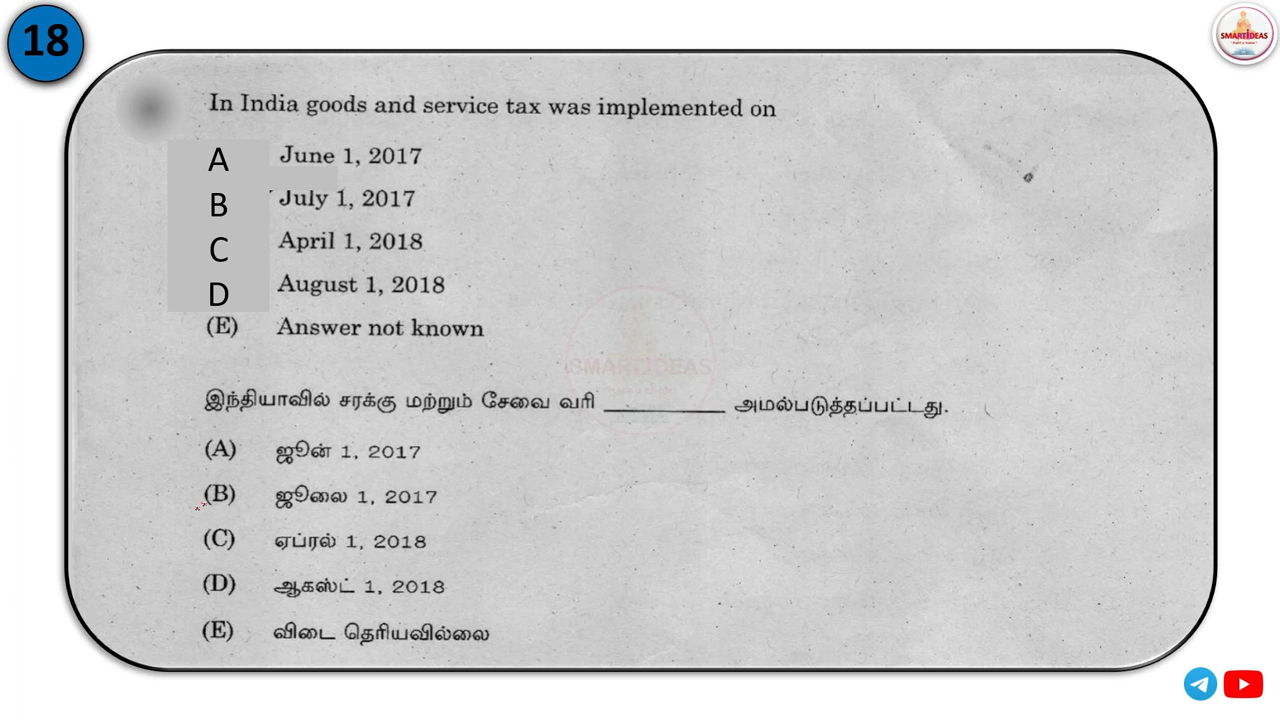 18
SMARTIDEAS
In India goods and service tax was implemented on
A June 1, 2017
B July 1, 2017
C April 1, 2018
D August 1, 2018
(E) Answer not known
SMARTIDEAS
இந்தியாவில் சரக்கு மற்றும் சேவை வரி __________ அமல்படுத்தப்பட்டது.
(A) ஜூன் 1, 2017
(B) ஜூலை 1, 2017
(C) ஏப்ரல் 1, 2018
(D) ஆகஸ்ட் 1, 2018
(E) விடை தெரியவில்லை